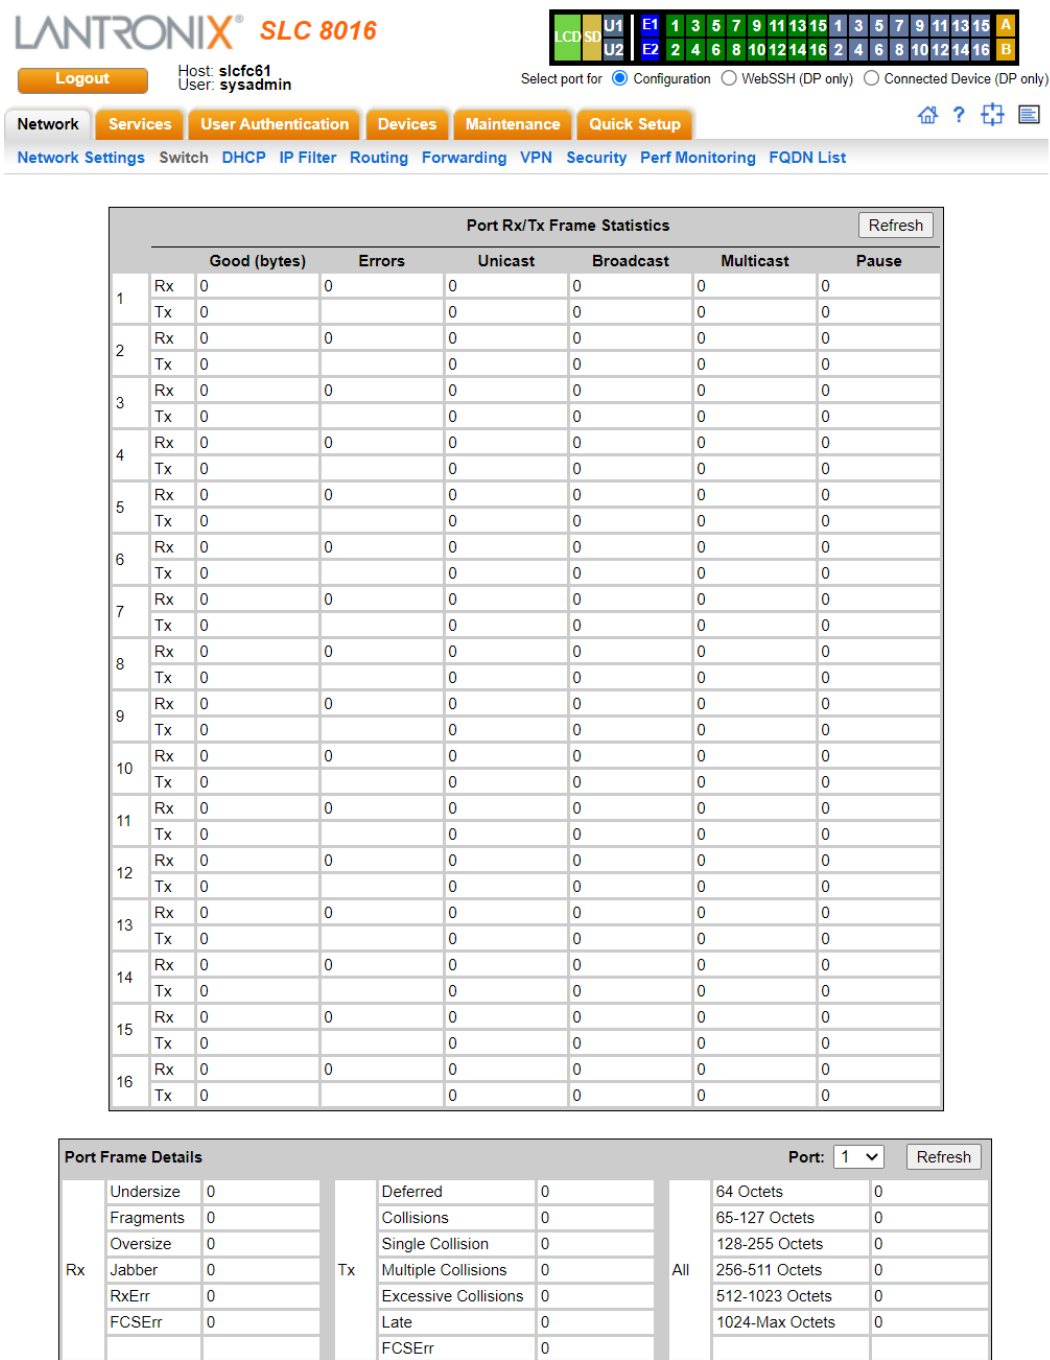 LANTRONIX® SLC 8016
LCD SD U1 E1 1 3 5 7 9 11 13 15 1 3 5 7 9 11 13 15 A
U2 E2 2 4 6 8 10 12 14 16 2 4 6 8 10 12 14 16 B
Logout
Host: slcfc61
User: sysadmin
Select port for Configuration WebSSH (DP only) Connected Device (DP only)
Network Services User Authentication Devices Maintenance Quick Setup ?
Network Settings Switch DHCP IP Filter Routing Forwarding VPN Security Perf Monitoring FQDN List
Port Rx/Tx Frame Statistics Refresh
Good (bytes) Errors Unicast Broadcast Multicast Pause
1 Rx 0 0 0 0 0 0
Tx 0 0 0 0 0
2 Rx 0 0 0 0 0 0
Tx 0 0 0 0 0
3 Rx 0 0 0 0 0 0
Tx 0 0 0 0 0
4 Rx 0 0 0 0 0 0
Tx 0 0 0 0 0
5 Rx 0 0 0 0 0 0
Tx 0 0 0 0 0
6 Rx 0 0 0 0 0 0
Tx 0 0 0 0 0
7 Rx 0 0 0 0 0 0
Tx 0 0 0 0 0
8 Rx 0 0 0 0 0 0
Tx 0 0 0 0 0
9 Rx 0 0 0 0 0 0
Tx 0 0 0 0 0
10 Rx 0 0 0 0 0 0
Tx 0 0 0 0 0
11 Rx 0 0 0 0 0 0
Tx 0 0 0 0 0
12 Rx 0 0 0 0 0 0
Tx 0 0 0 0 0
13 Rx 0 0 0 0 0 0
Tx 0 0 0 0 0
14 Rx 0 0 0 0 0 0
Tx 0 0 0 0 0
15 Rx 0 0 0 0 0 0
Tx 0 0 0 0 0
16 Rx 0 0 0 0 0 0
Tx 0 0 0 0 0
Port Frame Details Port: 1 Refresh
Undersize 0 Deferred 0 64 Octets 0
Fragments 0 Collisions 0 65-127 Octets 0
Oversize 0 Single Collision 0 128-255 Octets 0
Rx Jabber 0 Tx Multiple Collisions 0 All 256-511 Octets 0
RxErr 0 Excessive Collisions 0 512-1023 Octets 0
FCSErr 0 Late 0 1024-Max Octets 0
FCSErr 0